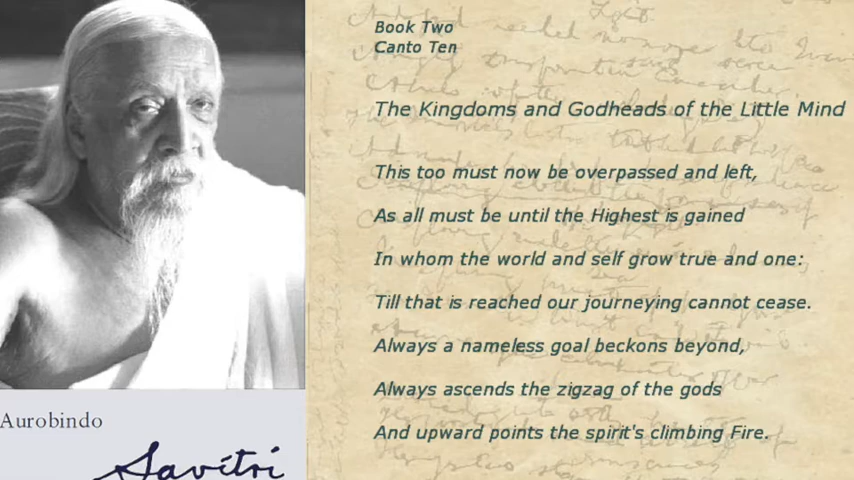 Book Two
Canto Ten
The Kingdoms and Godheads of the Little Mind
This too must now be overpassed and left,
As all must be until the Highest is gained
In whom the world and self grow true and one:
Till that is reached our journeying cannot cease.
Always a nameless goal beckons beyond,
Always ascends the zigzag of the gods
And upward points the spirit's climbing Fire.
Aurobindo
Savitri